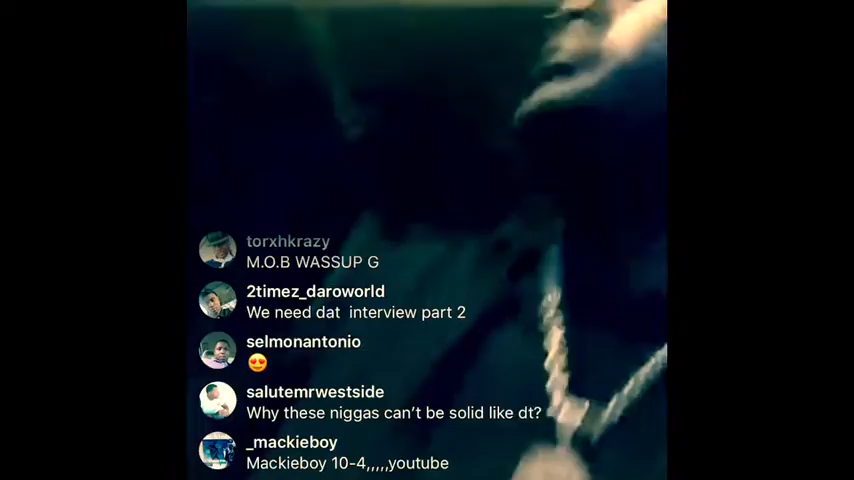 torxhkrazy
M.O.B WASSUP G
2timez_daroworld
We need dat interview part 2
selmonantonio
😍
salutemrwestside
Why these niggas can't be solid like dt?
_mackieboy
Mackieboy 10-4,,,,,youtube